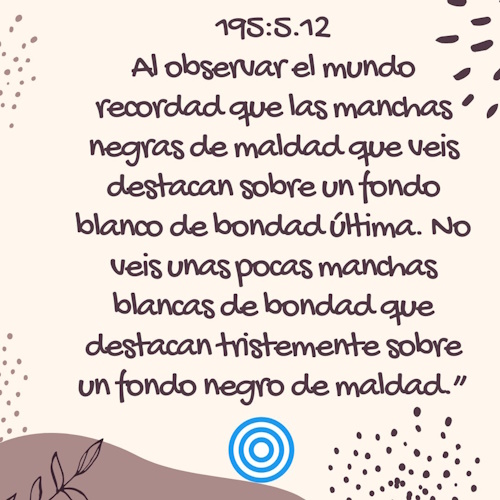 195:5.12
Al observar el mundo
recordad que las manchas
negras de maldad que veis
destacan sobre un fondo
blanco de bondad última. No
veis unas pocas manchas
blancas de bondad que
destacan tristemente sobre
un fondo negro de maldad.”